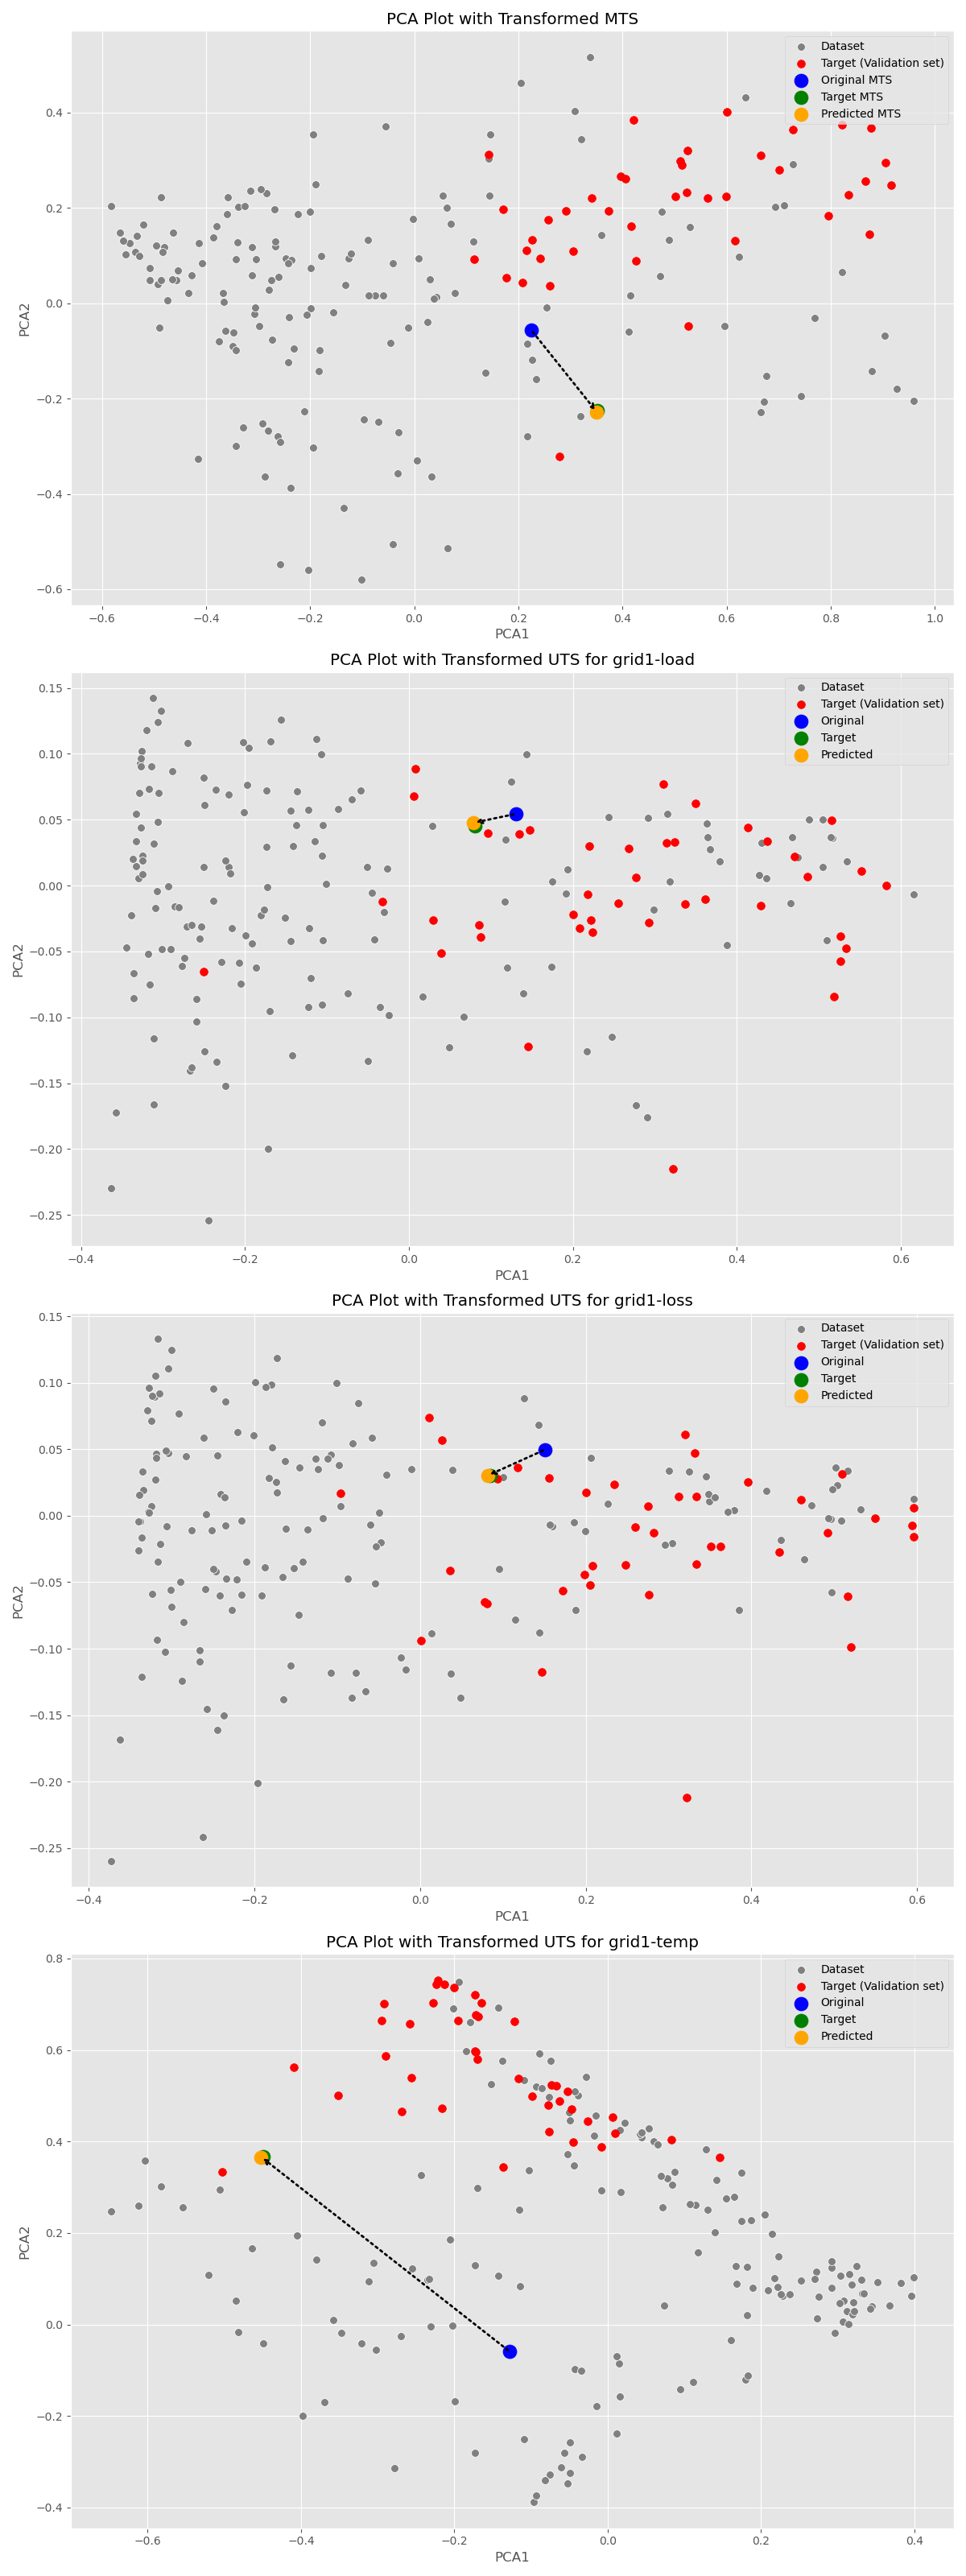 PCA Plot with Transformed MTS
Dataset
Target (Validation set)
Original MTS
Target MTS
Predicted MTS
PCA2
0.4
0.2
0.0
−0.2
−0.4
−0.6
−0.6 −0.4 −0.2 0.0 0.2 0.4 0.6 0.8 1.0
PCA1
PCA Plot with Transformed UTS for grid1-load
Dataset
Target (Validation set)
Original
Target
Predicted
PCA2
0.15
0.10
0.05
0.00
−0.05
−0.10
−0.15
−0.20
−0.25
−0.4 −0.2 0.0 0.2 0.4 0.6
PCA1
PCA Plot with Transformed UTS for grid1-loss
Dataset
Target (Validation set)
Original
Target
Predicted
PCA2
0.15
0.10
0.05
0.00
−0.05
−0.10
−0.15
−0.20
−0.25
−0.4 −0.2 0.0 0.2 0.4 0.6
PCA1
PCA Plot with Transformed UTS for grid1-temp
Dataset
Target (Validation set)
Original
Target
Predicted
PCA2
0.8
0.6
0.4
0.2
0.0
−0.2
−0.4
−0.6 −0.4 −0.2 0.0 0.2 0.4
PCA1